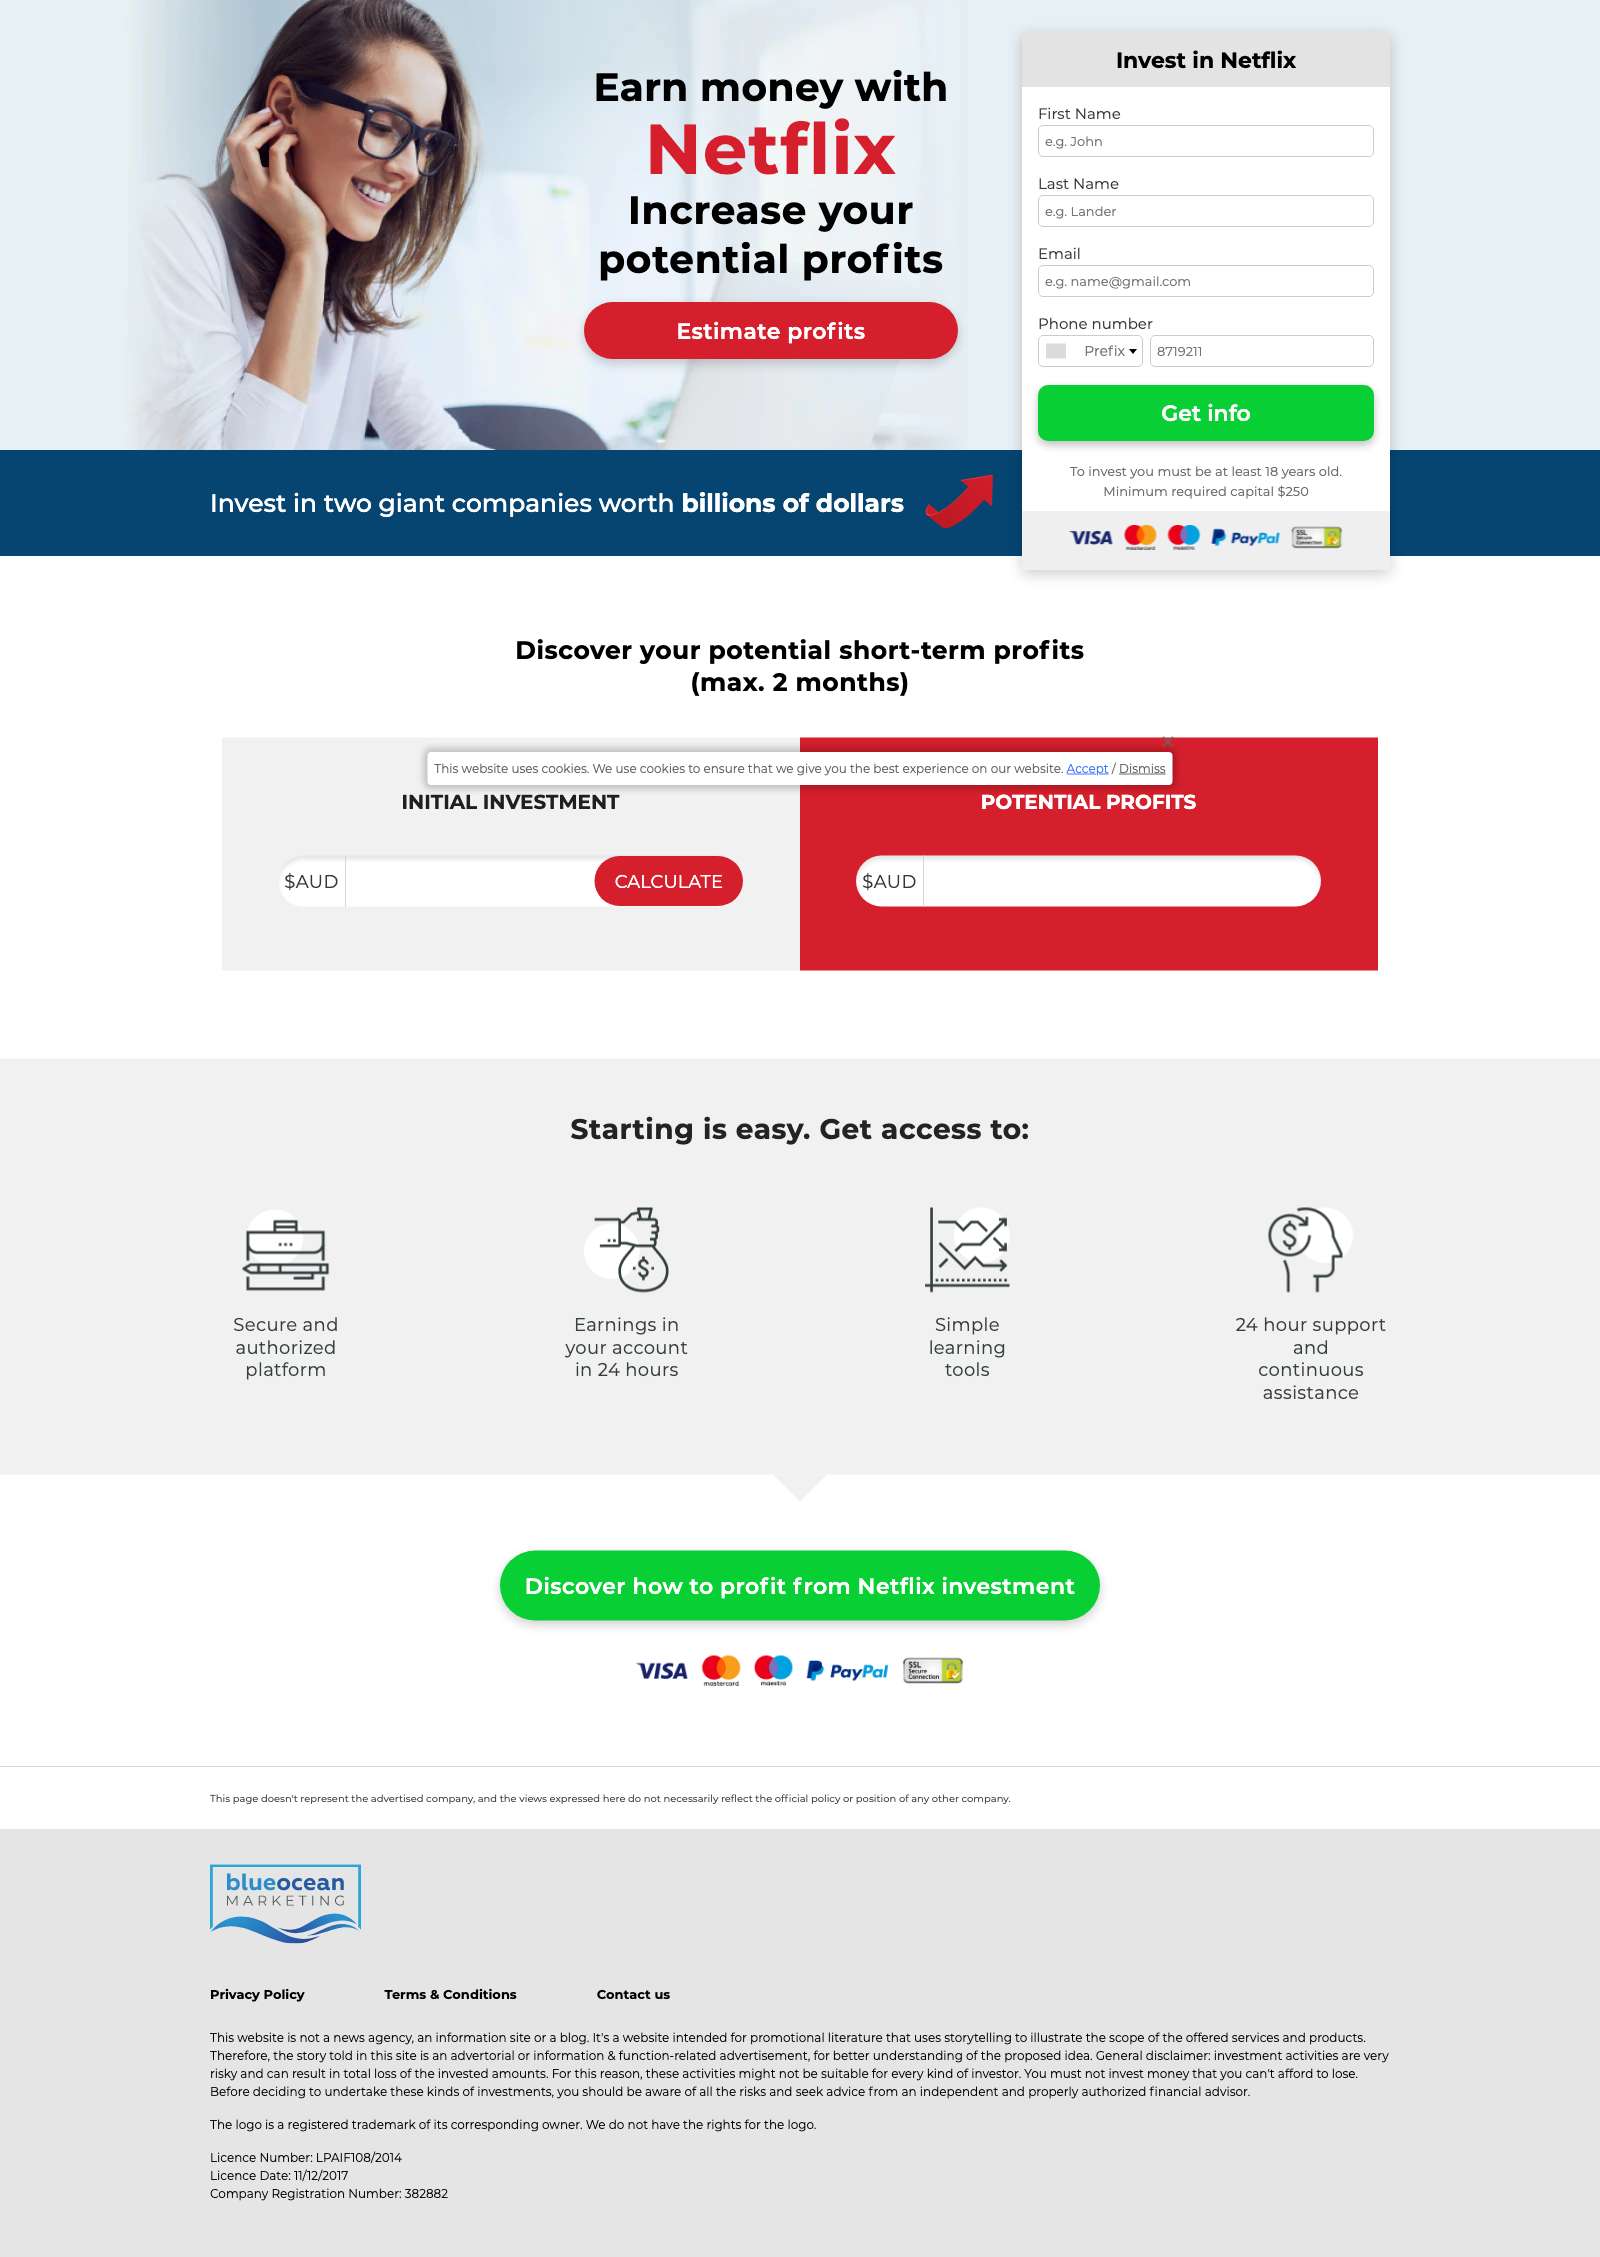 Earn money with
Netflix
Increase your
potential profits
Estimate profits
Invest in Netflix
First Name
e.g. John
Last Name
e.g. Lander
Email
e.g. name@gmail.com
Phone number
Prefix
8719211
Get info
To invest you must be at least 18 years old.
Minimum required capital $250
VISA mastercard maestro PayPal SSL Secure Connection
Invest in two giant companies worth billions of dollars
Discover your potential short-term profits
(max. 2 months)
This website uses cookies. We use cookies to ensure that we give you the best experience on our website. Accept / Dismiss
INITIAL INVESTMENT
$AUD
CALCULATE
POTENTIAL PROFITS
$AUD
Starting is easy. Get access to:
Secure and
authorized
platform
Earnings in
your account
in 24 hours
Simple
learning
tools
24 hour support
and
continuous
assistance
Discover how to profit from Netflix investment
VISA mastercard maestro PayPal SSL Secure Connection
This page doesn't represent the advertised company, and the views expressed here do not necessarily reflect the official policy or position of any other company.
blueocean
MARKETING
Privacy Policy
Terms & Conditions
Contact us
This website is not a news agency, an information site or a blog. It's a website intended for promotional literature that uses storytelling to illustrate the scope of the offered services and products.
Therefore, the story told in this site is an advertorial or information & function-related advertisement, for better understanding of the proposed idea. General disclaimer: investment activities are very
risky and can result in total loss of the invested amounts. For this reason, these activities might not be suitable for every kind of investor. You must not invest money that you can't afford to lose.
Before deciding to undertake these kinds of investments, you should be aware of all the risks and seek advice from an independent and properly authorized financial advisor.
The logo is a registered trademark of its corresponding owner. We do not have the rights for the logo.
Licence Number: LPAIF108/2014
Licence Date: 11/12/2017
Company Registration Number: 382882